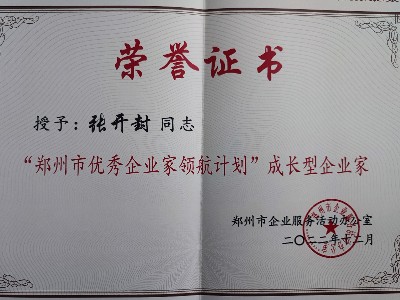 荣誉证书
授予：张开封 同志
“郑州市优秀企业家领航计划”成长型企业家
郑州市企业服务活动办公室
二〇二二年十二月